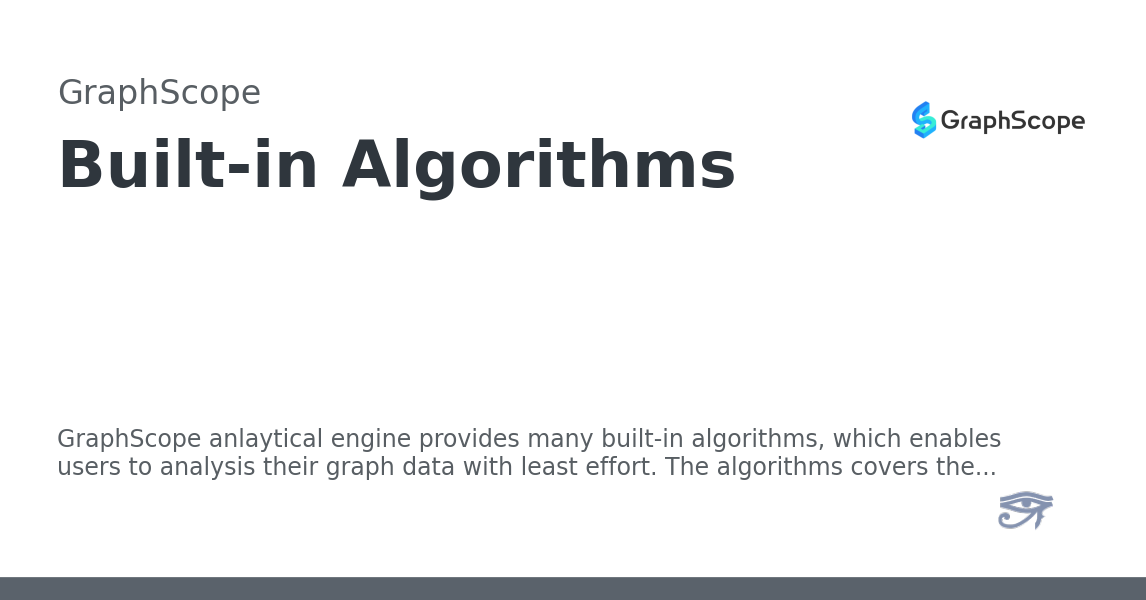 GraphScope
GraphScope
Built-in Algorithms
GraphScope anlaytical engine provides many built-in algorithms, which enables
users to analysis their graph data with least effort. The algorithms covers the...